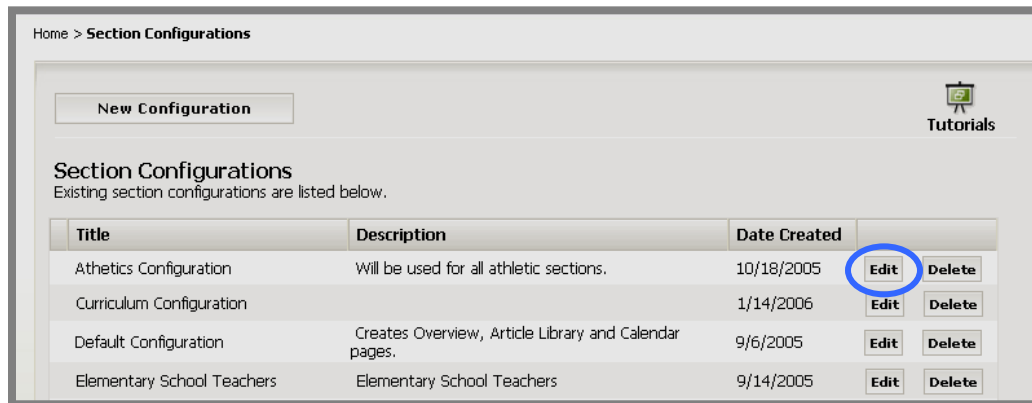 Home > Section Configurations
New Configuration
Tutorials
Section Configurations
Existing section configurations are listed below.
Title Description Date Created
Athetics Configuration Will be used for all athletic sections. 10/18/2005 Edit Delete
Curriculum Configuration 1/14/2006 Edit Delete
Default Configuration Creates Overview, Article Library and Calendar pages. 9/6/2005 Edit Delete
Elementary School Teachers Elementary School Teachers 9/14/2005 Edit Delete